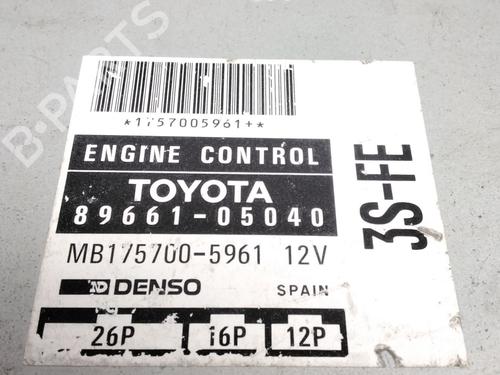 *1757005961+*
ENGINE CONTROL
TOYOTA
89661-05040
MB175700-5961 12V
DENSO SPAIN
26P 16P 12P
3S-FE
B-PARTS